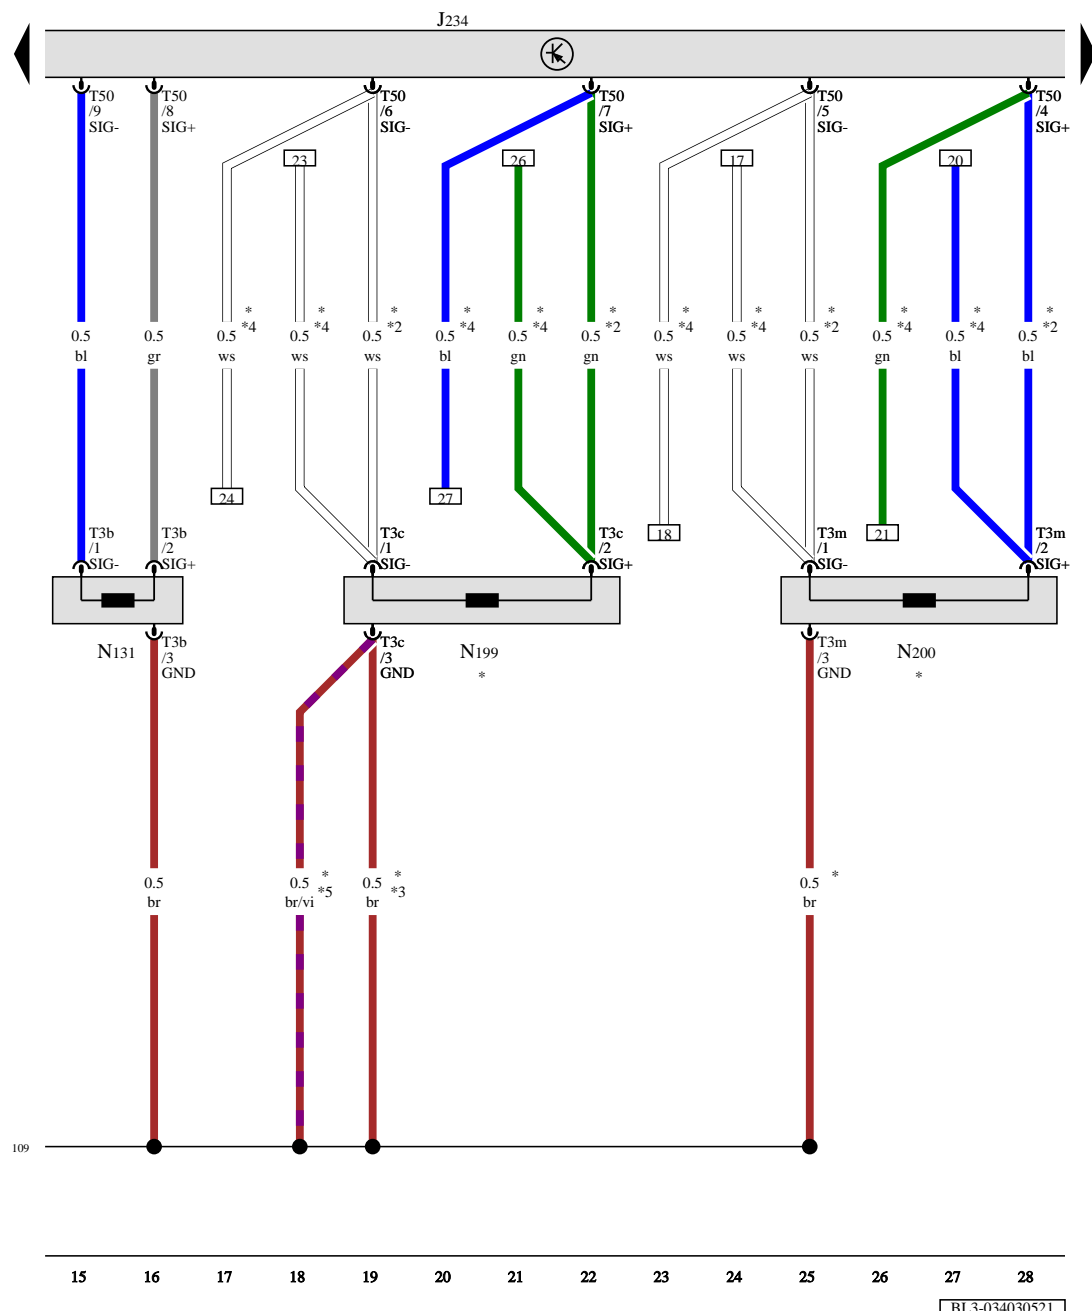 J234
T50
/9
SIG-
T50
/8
SIG+
T50
/6
SIG-
T50
/7
SIG+
T50
/5
SIG-
T50
/4
SIG+
23
26
17
20
*
*4
*
*4
*
*2
*
*4
*
*4
*
*2
*
*4
*
*4
*
*2
*
*4
*
*4
*
*2
0.5 0.5 0.5 0.5 0.5 0.5 0.5 0.5 0.5 0.5 0.5 0.5 0.5 0.5
bl gr ws ws ws bl gn gn ws ws ws gn bl bl
24
27
18
21
T3b
/1
SIG-
T3b
/2
SIG+
T3c
/1
SIG-
T3c
/2
SIG+
T3m
/1
SIG-
T3m
/2
SIG+
N131
T3b
/3
GND
T3c
/3
GND
N199
*
T3m
/3
GND
N200
*
0.5
br
0.5
br/vi
*
*5
0.5
br
*
*3
0.5
br
*
109
15 16 17 18 19 20 21 22 23 24 25 26 27 28
BL3-034030521